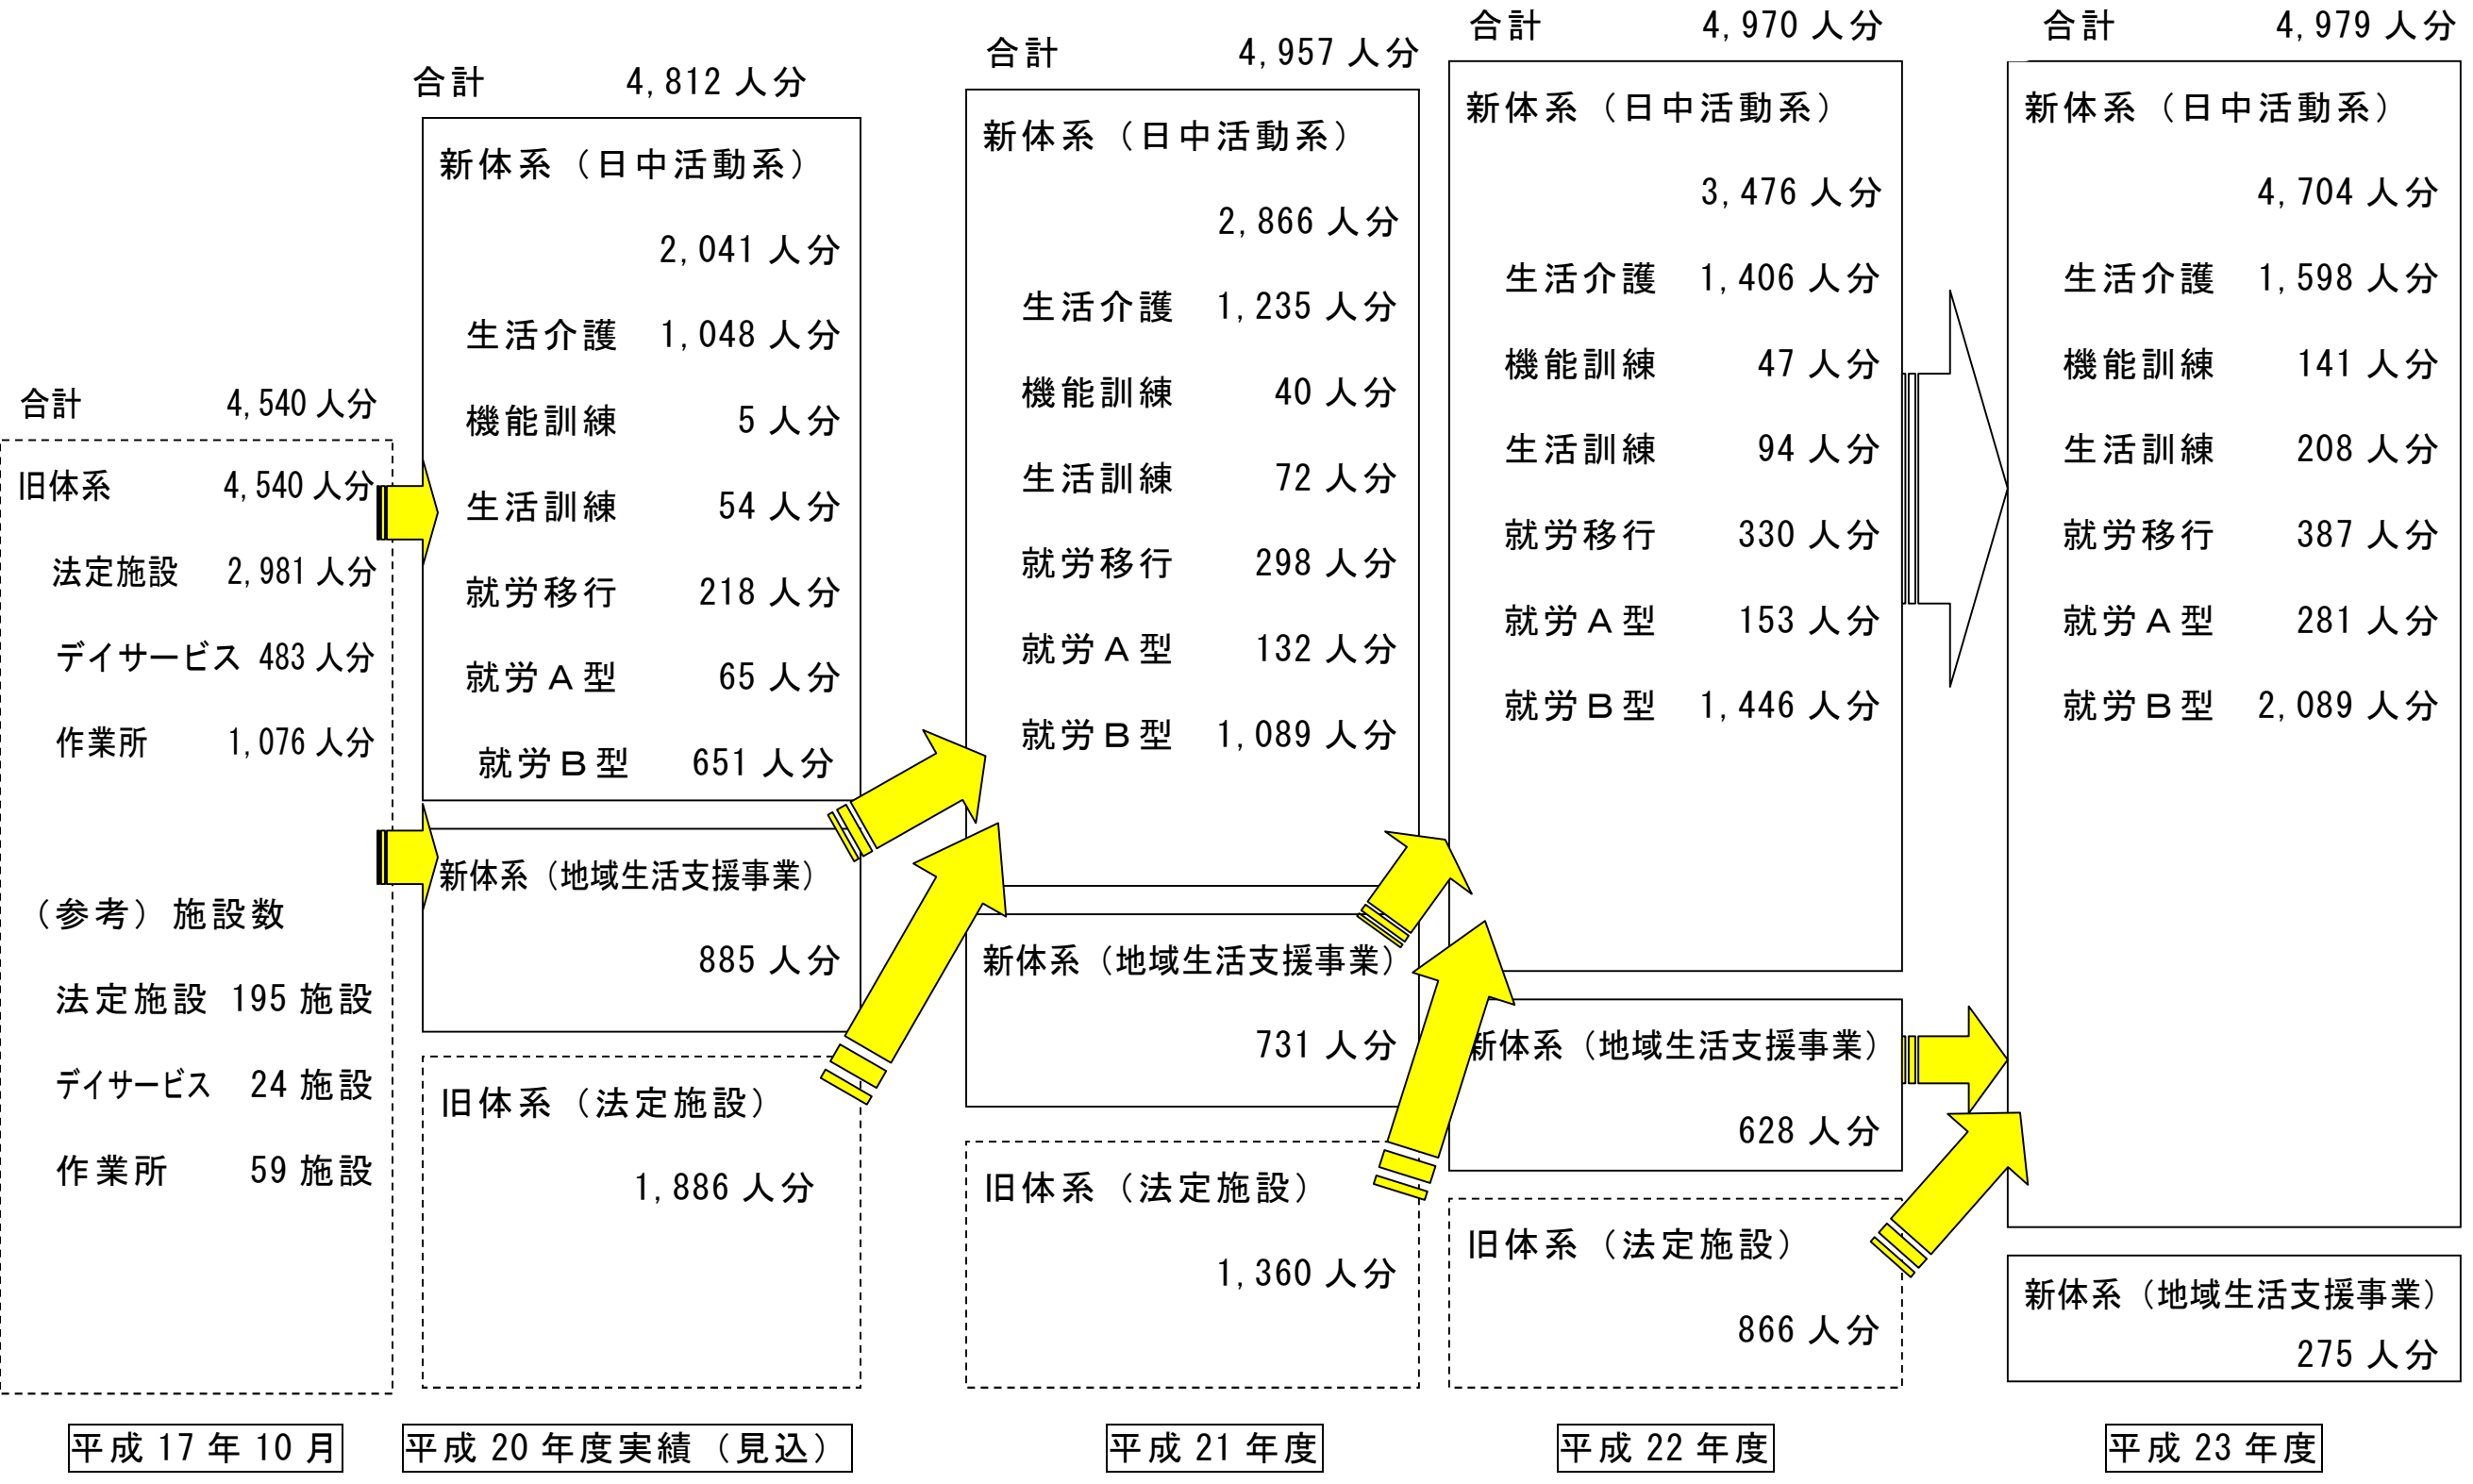 合計 4,540 人分
旧体系 4,540 人分
法定施設 2,981 人分
デイサービス 483 人分
作業所 1,076 人分
（参考）施設数
法定施設 195 施設
デイサービス 24 施設
作業所 59 施設
平成 17 年 10 月
合計 4,812 人分
新体系（日中活動系）
2,041 人分
生活介護 1,048 人分
機能訓練 5 人分
生活訓練 54 人分
就労移行 218 人分
就労Ａ型 65 人分
就労Ｂ型 651 人分
新体系（地域生活支援事業）
885 人分
旧体系（法定施設）
1,886 人分
平成 20 年度実績（見込）
合計 4,957 人分
新体系（日中活動系）
2,866 人分
生活介護 1,235 人分
機能訓練 40 人分
生活訓練 72 人分
就労移行 298 人分
就労Ａ型 132 人分
就労Ｂ型 1,089 人分
新体系（地域生活支援事業）
731 人分
旧体系（法定施設）
1,360 人分
平成 21 年度
合計 4,970 人分
新体系（日中活動系）
3,476 人分
生活介護 1,406 人分
機能訓練 47 人分
生活訓練 94 人分
就労移行 330 人分
就労Ａ型 153 人分
就労Ｂ型 1,446 人分
新体系（地域生活支援事業）
628 人分
旧体系（法定施設）
866 人分
平成 22 年度
合計 4,979 人分
新体系（日中活動系）
4,704 人分
生活介護 1,598 人分
機能訓練 141 人分
生活訓練 208 人分
就労移行 387 人分
就労Ａ型 281 人分
就労Ｂ型 2,089 人分
新体系（地域生活支援事業）
275 人分
平成 23 年度